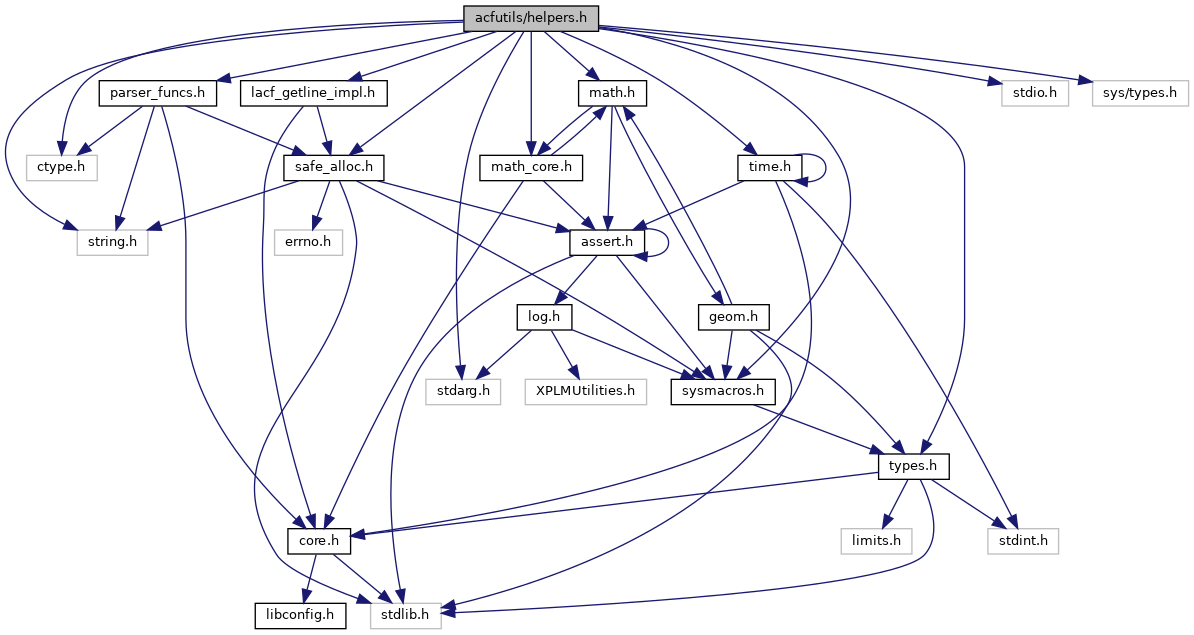 acfutils/helpers.h
parser_funcs.h
lacf_getline_impl.h
math.h
stdio.h
sys/types.h
ctype.h
safe_alloc.h
math_core.h
time.h
string.h
errno.h
assert.h
log.h
geom.h
stdarg.h
XPLMUtilities.h
sysmacros.h
types.h
core.h
limits.h
stdint.h
libconfig.h
stdlib.h